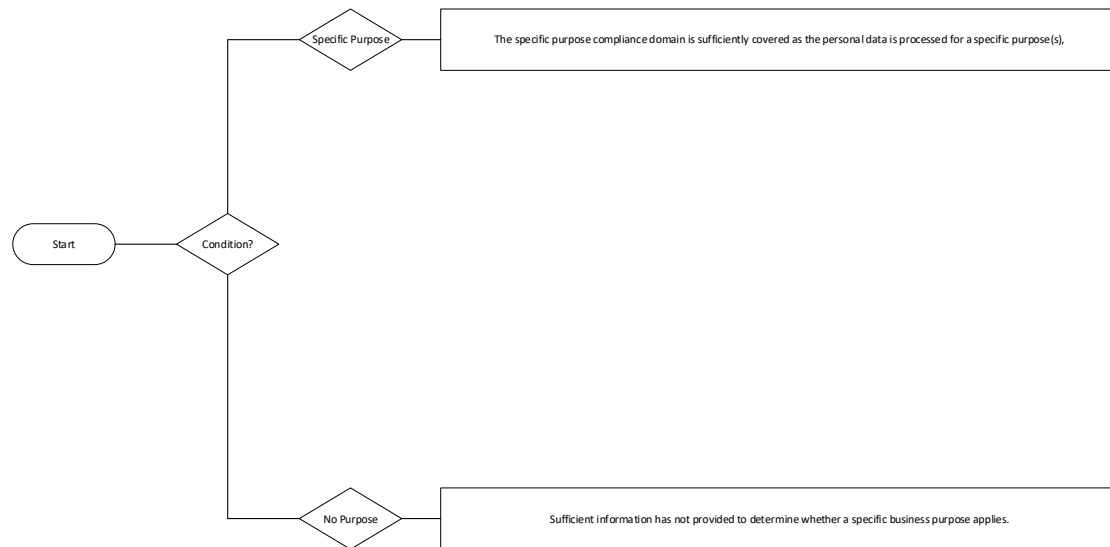 Specific Purpose
The specific purpose compliance domain is sufficiently covered as the personal data is processed for a specific purpose(s),
Start
Condition?
No Purpose
Sufficient information has not provided to determine whether a specific business purpose applies.